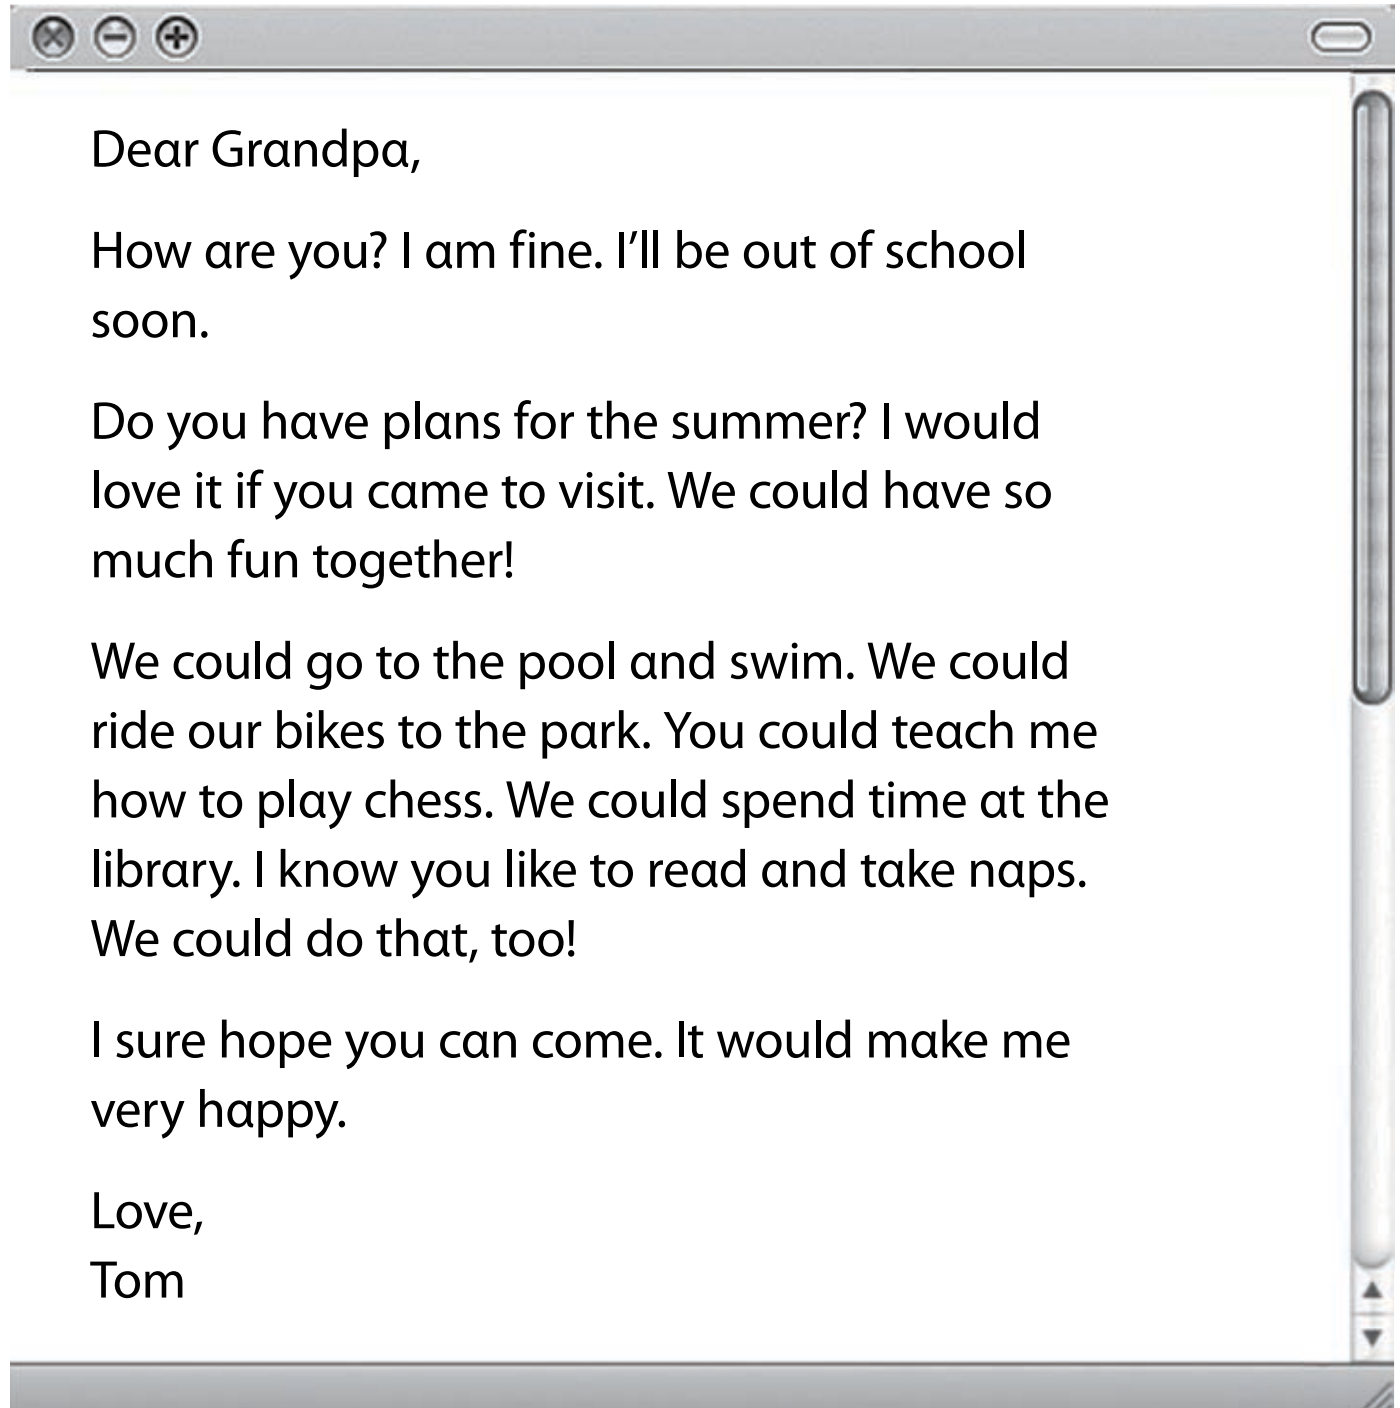 Dear Grandpa,
How are you? I am fine. I’ll be out of school
soon.
Do you have plans for the summer? I would
love it if you came to visit. We could have so
much fun together!
We could go to the pool and swim. We could
ride our bikes to the park. You could teach me
how to play chess. We could spend time at the
library. I know you like to read and take naps.
We could do that, too!
I sure hope you can come. It would make me
very happy.
Love,
Tom